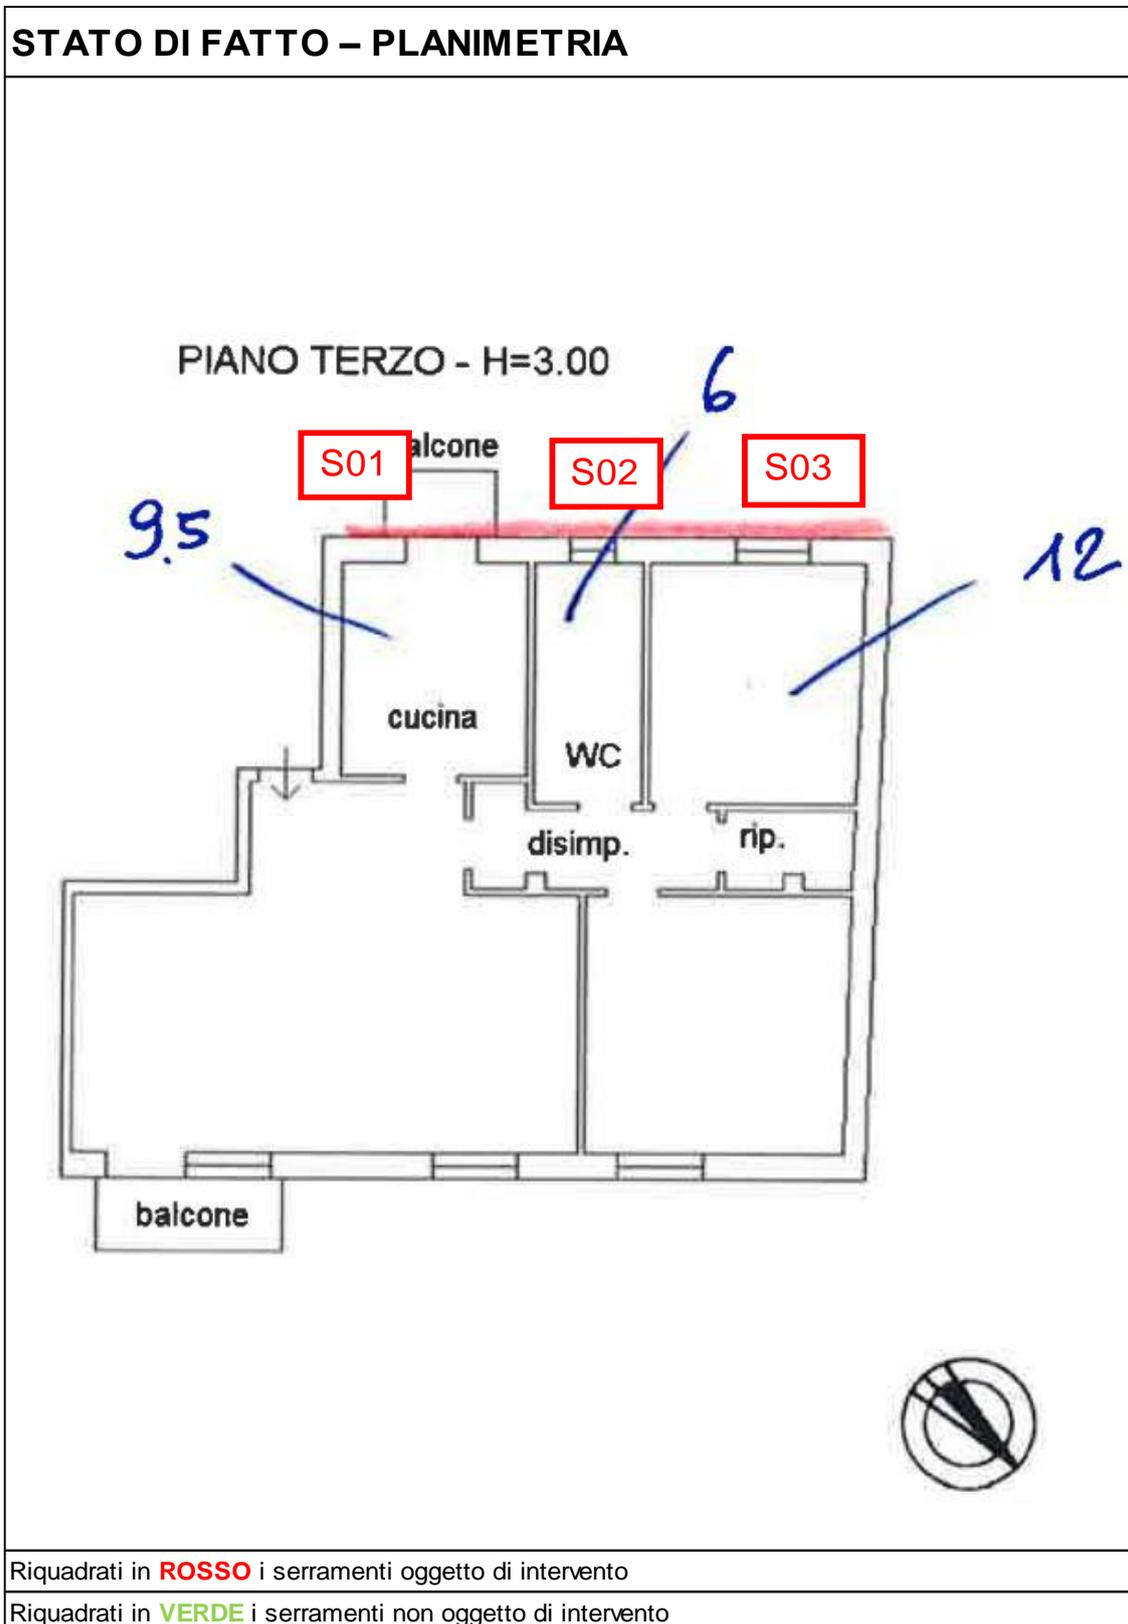 STATO DI FATTO – PLANIMETRIA
PIANO TERZO - H=3.00
6
S01
alcone
S02
S03
9.5
12
cucina
WC
disimp.
rip.
balcone
Riquadrati in ROSSO i serramenti oggetto di intervento
Riquadrati in VERDE i serramenti non oggetto di intervento